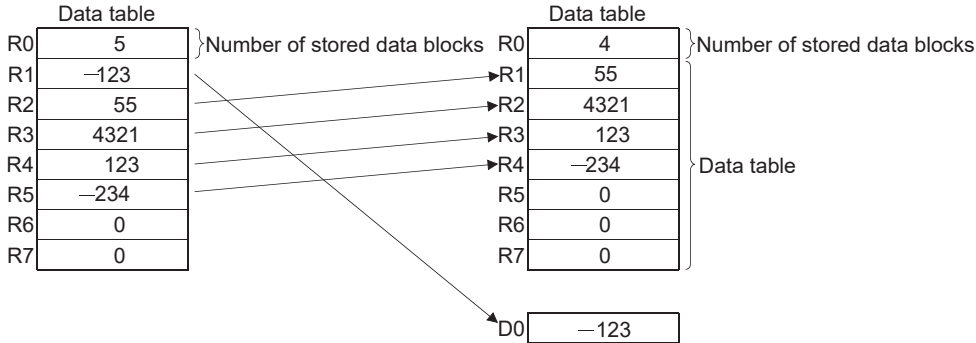 Data table Data table
R0 5 Number of stored data blocks R0 4 Number of stored data blocks
R1 —123 R1 55
R2 55 R2 4321
R3 4321 R3 123
R4 123 R4 —234 Data table
R5 —234 R5 0
R6 0 R6 0
R7 0 R7 0
D0 —123